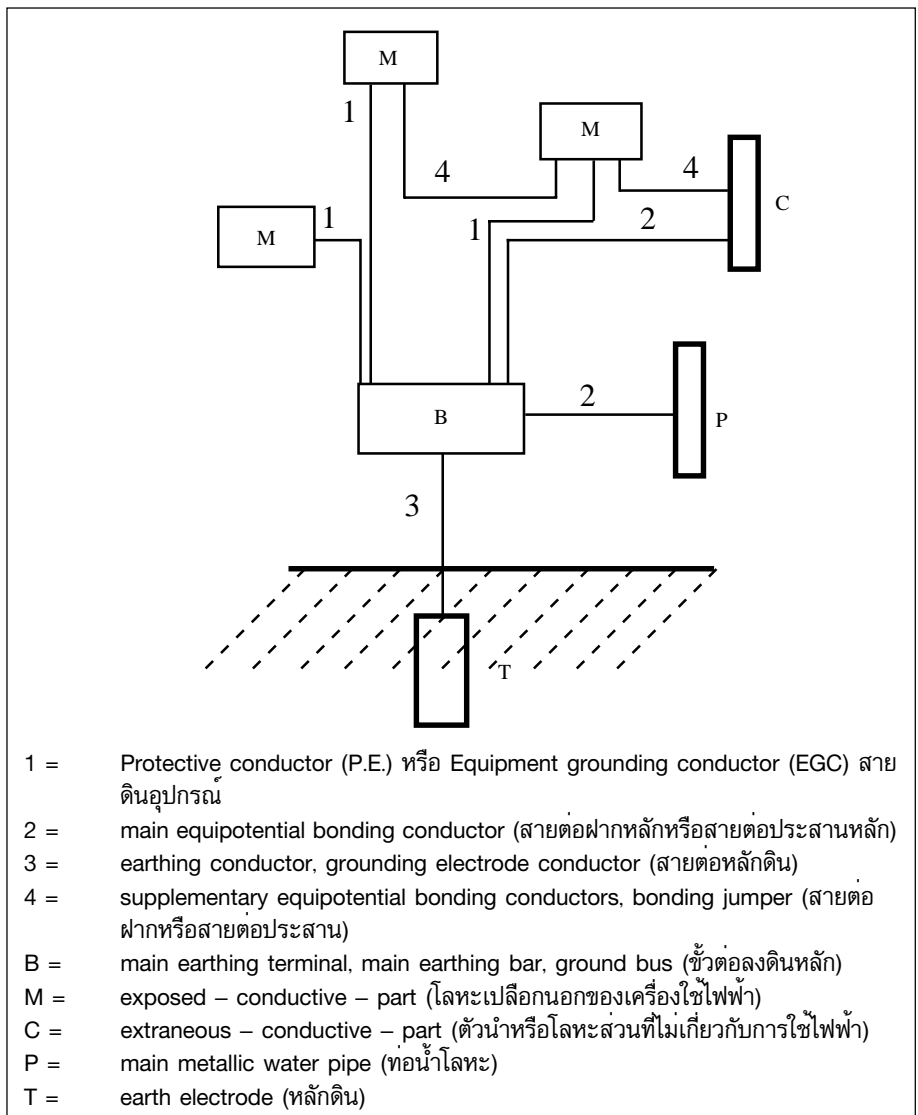 M
1
M
4
4
C
M
1
1
2
B
2
P
3
T
1 = Protective conductor (P.E.) หรือ Equipment grounding conductor (EGC) สาย
ดินอุปกรณ์
2 = main equipotential bonding conductor (สายต่อฝากหลักหรือสายต่อประสานหลัก)
3 = earthing conductor, grounding electrode conductor (สายต่อหลักดิน)
4 = supplementary equipotential bonding conductors, bonding jumper (สายต่อ
ฝากหรือสายต่อประสาน)
B = main earthing terminal, main earthing bar, ground bus (ขั้วต่อลงดินหลัก)
M = exposed – conductive – part (โลหะเปลือกนอกของเครื่องใช้ไฟฟ้า)
C = extraneous – conductive – part (ตัวนำหรือโลหะส่วนที่ไม่เกี่ยวกับการใช้ไฟฟ้า)
P = main metallic water pipe (ท่อน้ำโลหะ)
T = earth electrode (หลักดิน)